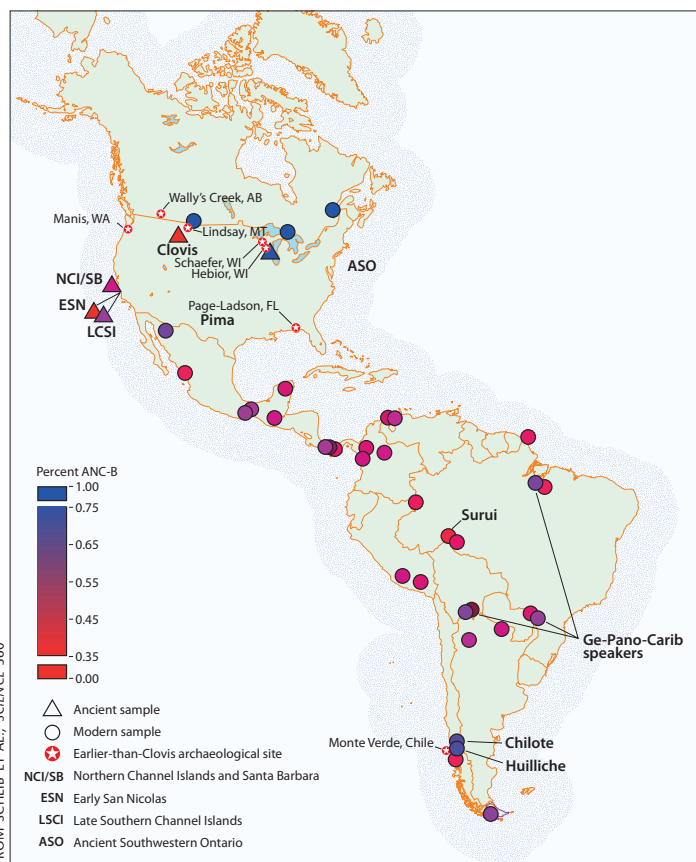 Wally's Creek, AB
Manis, WA
Lindsay, MT
Clovis
Schaefer, WI
Hebior, WI
ASO
NCI/SB
ESN
LCSI
Page-Ladson, FL
Pima
Percent ANC-B
1.00
0.75
0.65
0.55
0.45
0.35
0.00
Surui
Ge-Pano-Carib
speakers
Monte Verde, Chile
Chilote
Huilliche
Ancient sample
Modern sample
Earlier-than-Clovis archaeological site
NCI/SB Northern Channel Islands and Santa Barbara
ESN Early San Nicolas
LSCI Late Southern Channel Islands
ASO Ancient Southwestern Ontario
ET AL., SCIENCE